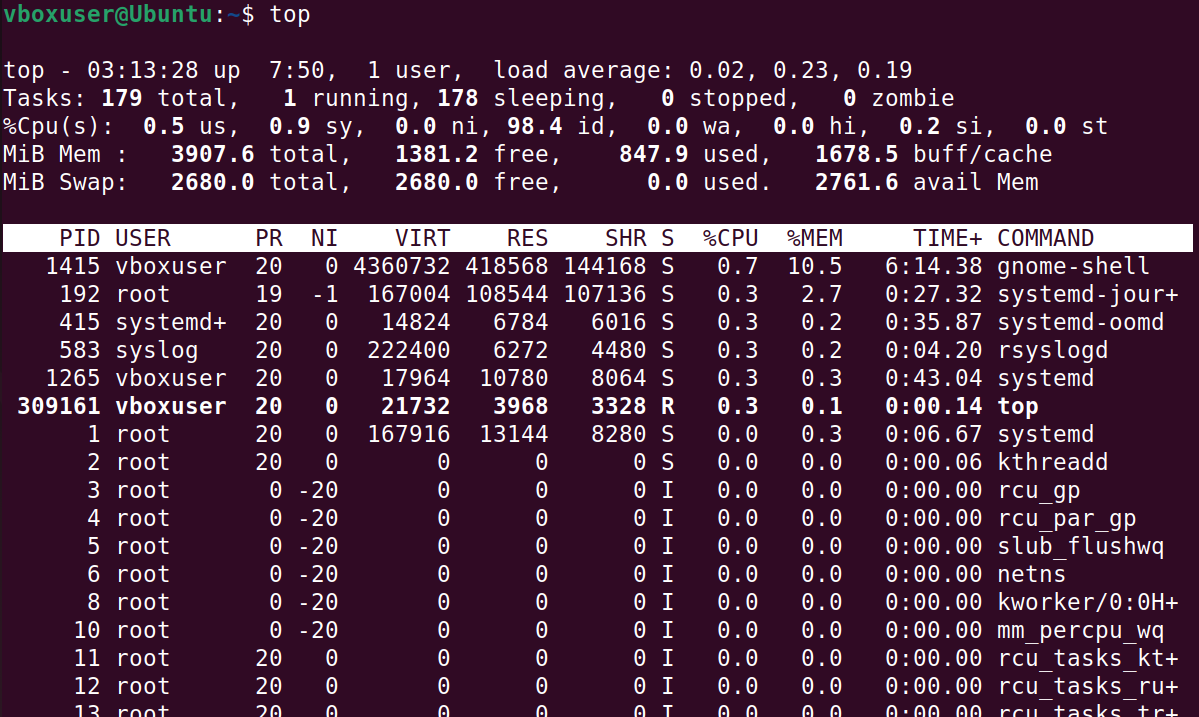 vboxuser@Ubuntu:~$ top
top - 03:13:28 up  7:50,  1 user,  load average: 0.02, 0.23, 0.19
Tasks: 179 total,   1 running, 178 sleeping,   0 stopped,   0 zombie
%Cpu(s):  0.5 us,  0.9 sy,  0.0 ni, 98.4 id,  0.0 wa,  0.0 hi,  0.2 si,  0.0 st
MiB Mem :   3907.6 total,   1381.2 free,    847.9 used,   1678.5 buff/cache
MiB Swap:   2680.0 total,   2680.0 free,      0.0 used.   2761.6 avail Mem
    PID USER      PR  NI    VIRT    RES    SHR S  %CPU  %MEM     TIME+ COMMAND
   1415 vboxuser  20   0 4360732 418568 144168 S   0.7  10.5   6:14.38 gnome-shell
    192 root      19  -1  167004 108544 107136 S   0.3   2.7   0:27.32 systemd-jour+
    415 systemd+  20   0   14824   6784   6016 S   0.3   0.2   0:35.87 systemd-oomd
    583 syslog    20   0  222400   6272   4480 S   0.3   0.2   0:04.20 rsyslogd
   1265 vboxuser  20   0   17964  10780   8064 S   0.3   0.3   0:43.04 systemd
 309161 vboxuser  20   0   21732   3968   3328 R   0.3   0.1   0:00.14 top
      1 root      20   0  167916  13144   8280 S   0.0   0.3   0:06.67 systemd
      2 root      20   0       0      0      0 S   0.0   0.0   0:00.06 kthreadd
      3 root       0 -20       0      0      0 I   0.0   0.0   0:00.00 rcu_gp
      4 root       0 -20       0      0      0 I   0.0   0.0   0:00.00 rcu_par_gp
      5 root       0 -20       0      0      0 I   0.0   0.0   0:00.00 slub_flushwq
      6 root       0 -20       0      0      0 I   0.0   0.0   0:00.00 netns
      8 root       0 -20       0      0      0 I   0.0   0.0   0:00.00 kworker/0:0H+
     10 root       0 -20       0      0      0 I   0.0   0.0   0:00.00 mm_percpu_wq
     11 root      20   0       0      0      0 I   0.0   0.0   0:00.00 rcu_tasks_kt+
     12 root      20   0       0      0      0 I   0.0   0.0   0:00.00 rcu_tasks_ru+
     13 root      20   0       0      0      0 I   0.0   0.0   0:00.00 rcu_tasks_tr+